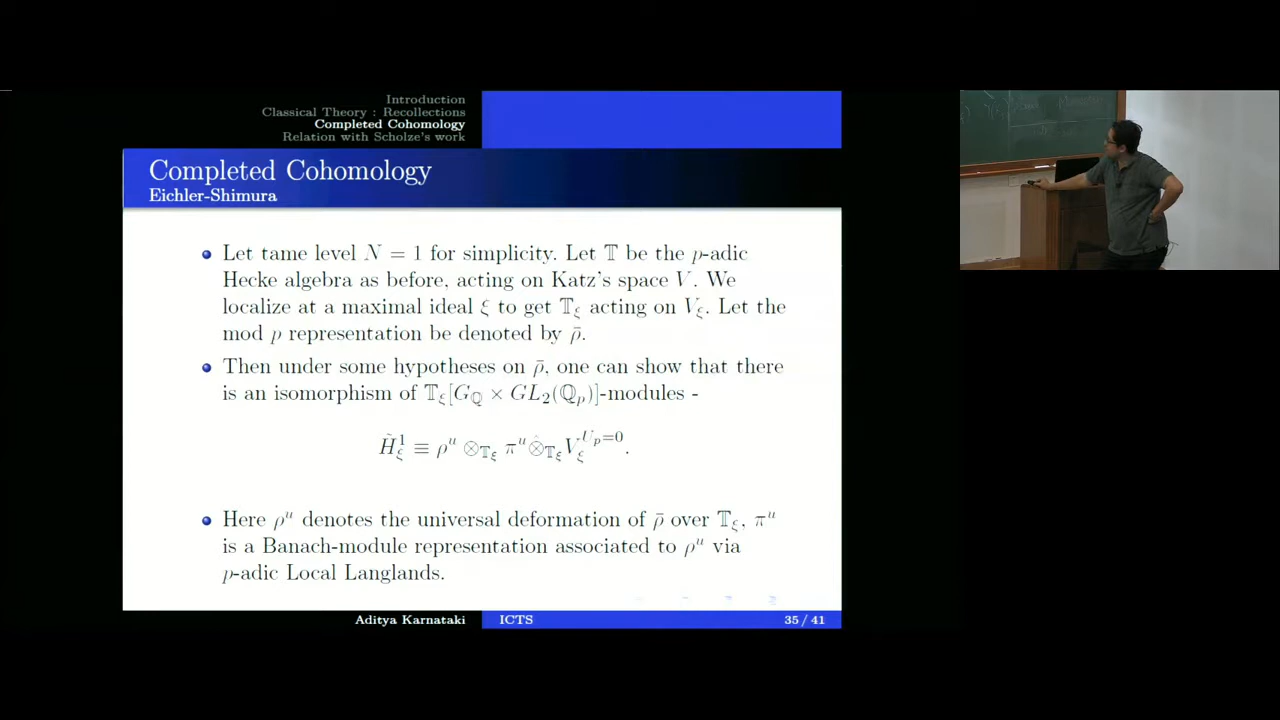 Introduction
Classical Theory : Recollections
Completed Cohomology
Relation with Scholze's work
Completed Cohomology
Eichler-Shimura
Let tame level N = 1 for simplicity. Let 𝕋 be the p-adic
Hecke algebra as before, acting on Katz's space V. We
localize at a maximal ideal ξ to get 𝕋_ξ acting on V_ξ. Let the
mod p representation be denoted by ρ̄.
Then under some hypotheses on ρ̄, one can show that there
is an isomorphism of 𝕋_ξ[G_ℚ × GL₂(ℚ_p)]-modules -
H̃¹_ξ ≡ ρ^u ⊗_{𝕋_ξ} π^u ⊗̂_{𝕋_ξ} V_ξ^{U_p=0}.
Here ρ^u denotes the universal deformation of ρ̄ over 𝕋_ξ, π^u
is a Banach-module representation associated to ρ^u via
p-adic Local Langlands.
Aditya Karnataki ICTS 35 / 41